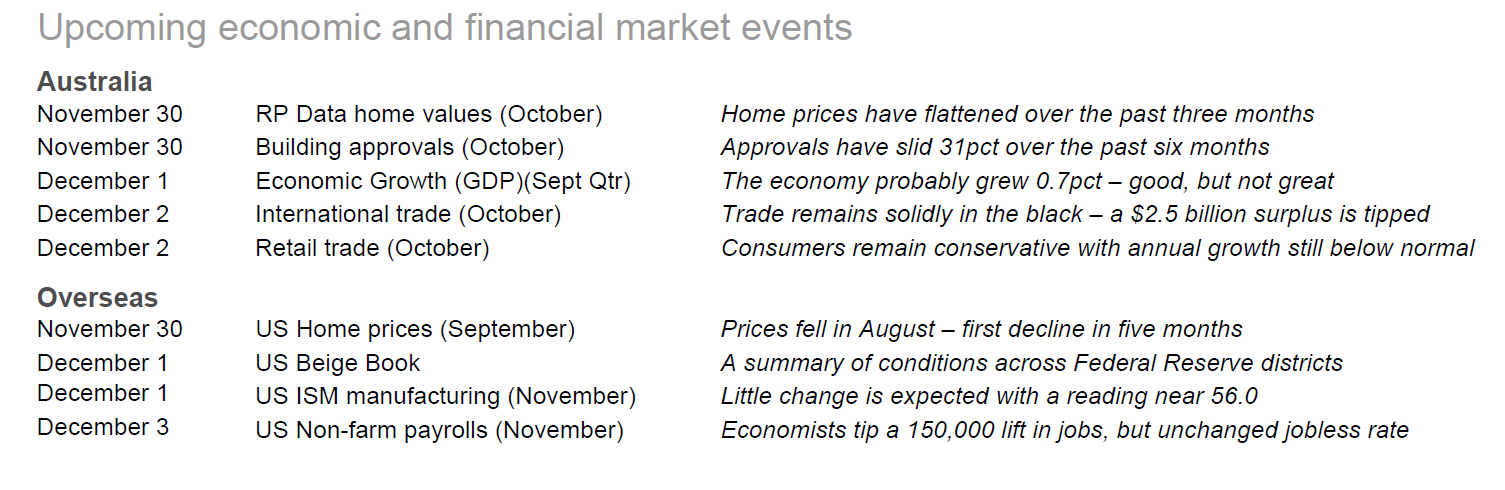 Upcoming economic and financial market events
Australia
November 30 RP Data home values (October) Home prices have flattened over the past three months
November 30 Building approvals (October) Approvals have slid 31pct over the past six months
December 1 Economic Growth (GDP)(Sept Qtr) The economy probably grew 0.7pct – good, but not great
December 2 International trade (October) Trade remains solidly in the black – a $2.5 billion surplus is tipped
December 2 Retail trade (October) Consumers remain conservative with annual growth still below normal
Overseas
November 30 US Home prices (September) Prices fell in August – first decline in five months
December 1 US Beige Book A summary of conditions across Federal Reserve districts
December 1 US ISM manufacturing (November) Little change is expected with a reading near 56.0
December 3 US Non-farm payrolls (November) Economists tip a 150,000 lift in jobs, but unchanged jobless rate